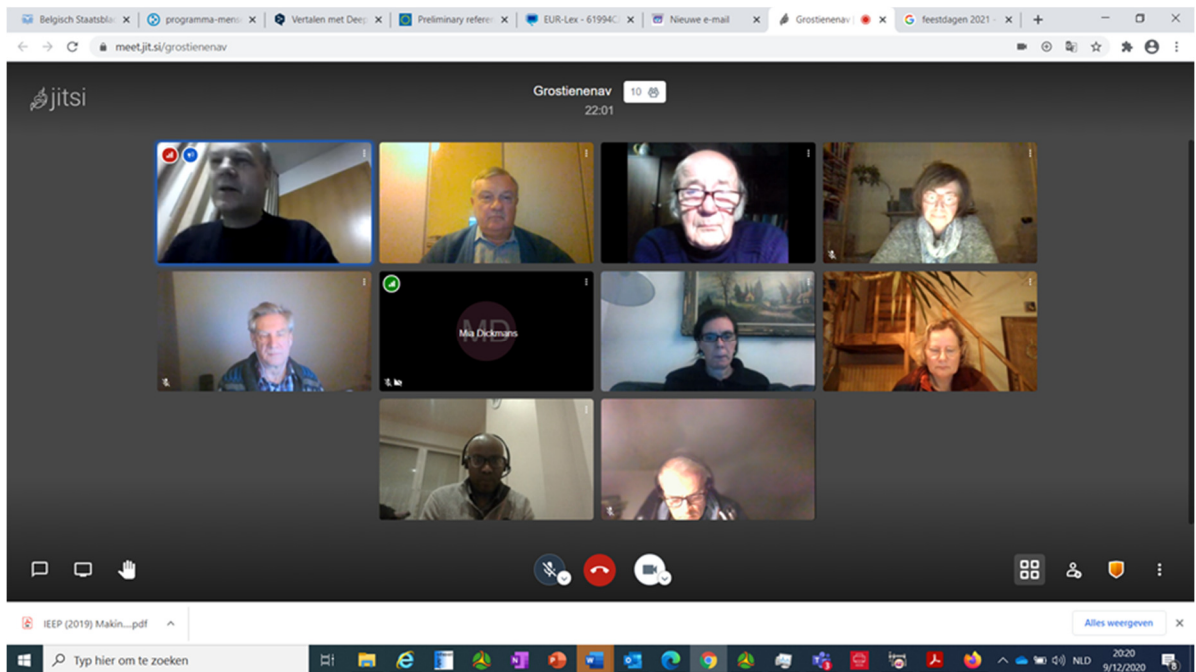 Belgisch Staatsbla
programma-mens
Vertalen met Deep
Preliminary referen
EUR-Lex - 61994C
Nieuwe e-mail
Grostienenav
feestdagen 2021 -
meet.jit.si/grostienenav
jitsi
Grostienenav
10
22:01
MD
Mia Dickmans
IEEP (2019) Makin....pdf
Alles weergeven
Typ hier om te zoeken
NLD
20:20
9/12/2020